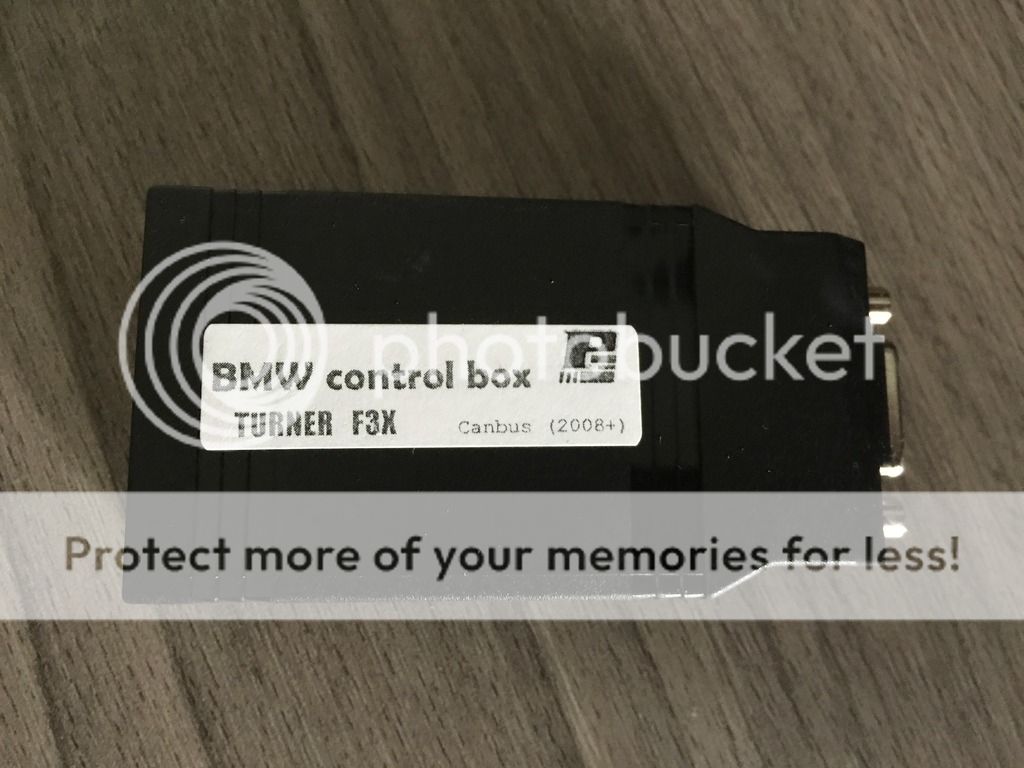 photobucket
BMW control box
TURNER F3X Canbus (2008+)
Protect more of your memories for less!